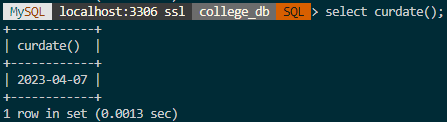 MySQL localhost:3306 ssl college_db SQL > select curdate();
+------------+
| curdate()  |
+------------+
| 2023-04-07 |
+------------+
1 row in set (0.0013 sec)